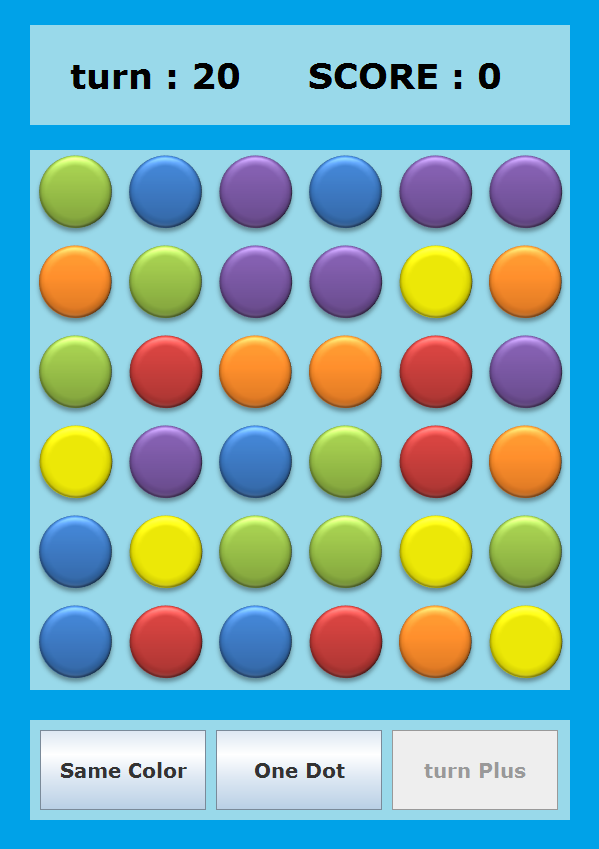 turn : 20 SCORE : 0
Same Color One Dot turn Plus